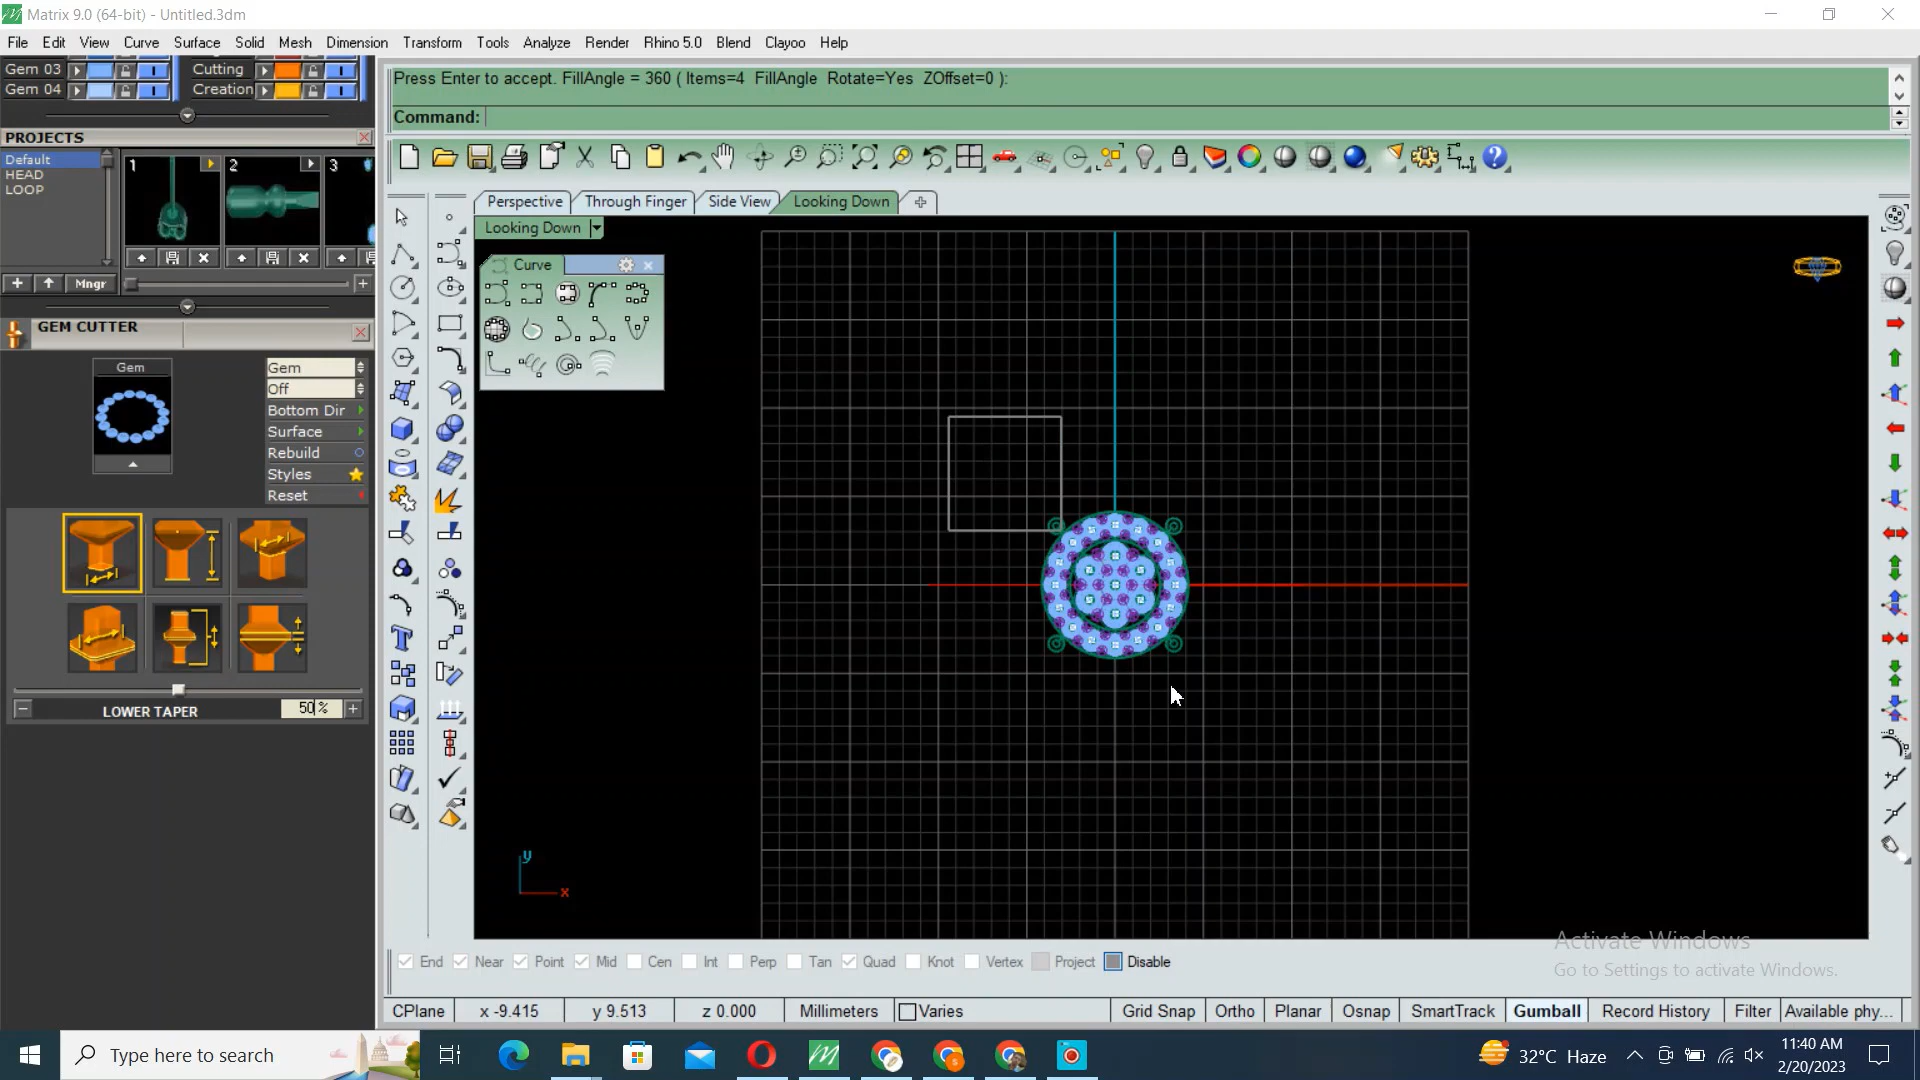 Matrix 9.0 (64-bit) - Untitled.3dm
File Edit View Curve Surface Solid Mesh Dimension Transform Tools Analyze Render Rhino 5.0 Blend Clayoo Help
Gem 03 Cutting
Gem 04 Creation
Press Enter to accept. FillAngle = 360 ( Items=4 FillAngle Rotate=Yes ZOffset=0 ):
Command:
PROJECTS
Default
HEAD
LOOP
1 2 3
+ Mngr +
Perspective Through Finger Side View Looking Down
Looking Down
Curve
GEM CUTTER
Gem
Gem
Off
Bottom Dir
Surface
Rebuild
Styles
Reset
LOWER TAPER 50%
y
x
Activate Windows
Go to Settings to activate Windows.
End Near Point Mid Cen Int Perp Tan Quad Knot Vertex Project Disable
CPlane x -9.415 y 9.513 z 0.000 Millimeters Varies Grid Snap Ortho Planar Osnap SmartTrack Gumball Record History Filter Available phy...
Type here to search
32°C Haze
11:40 AM
2/20/2023